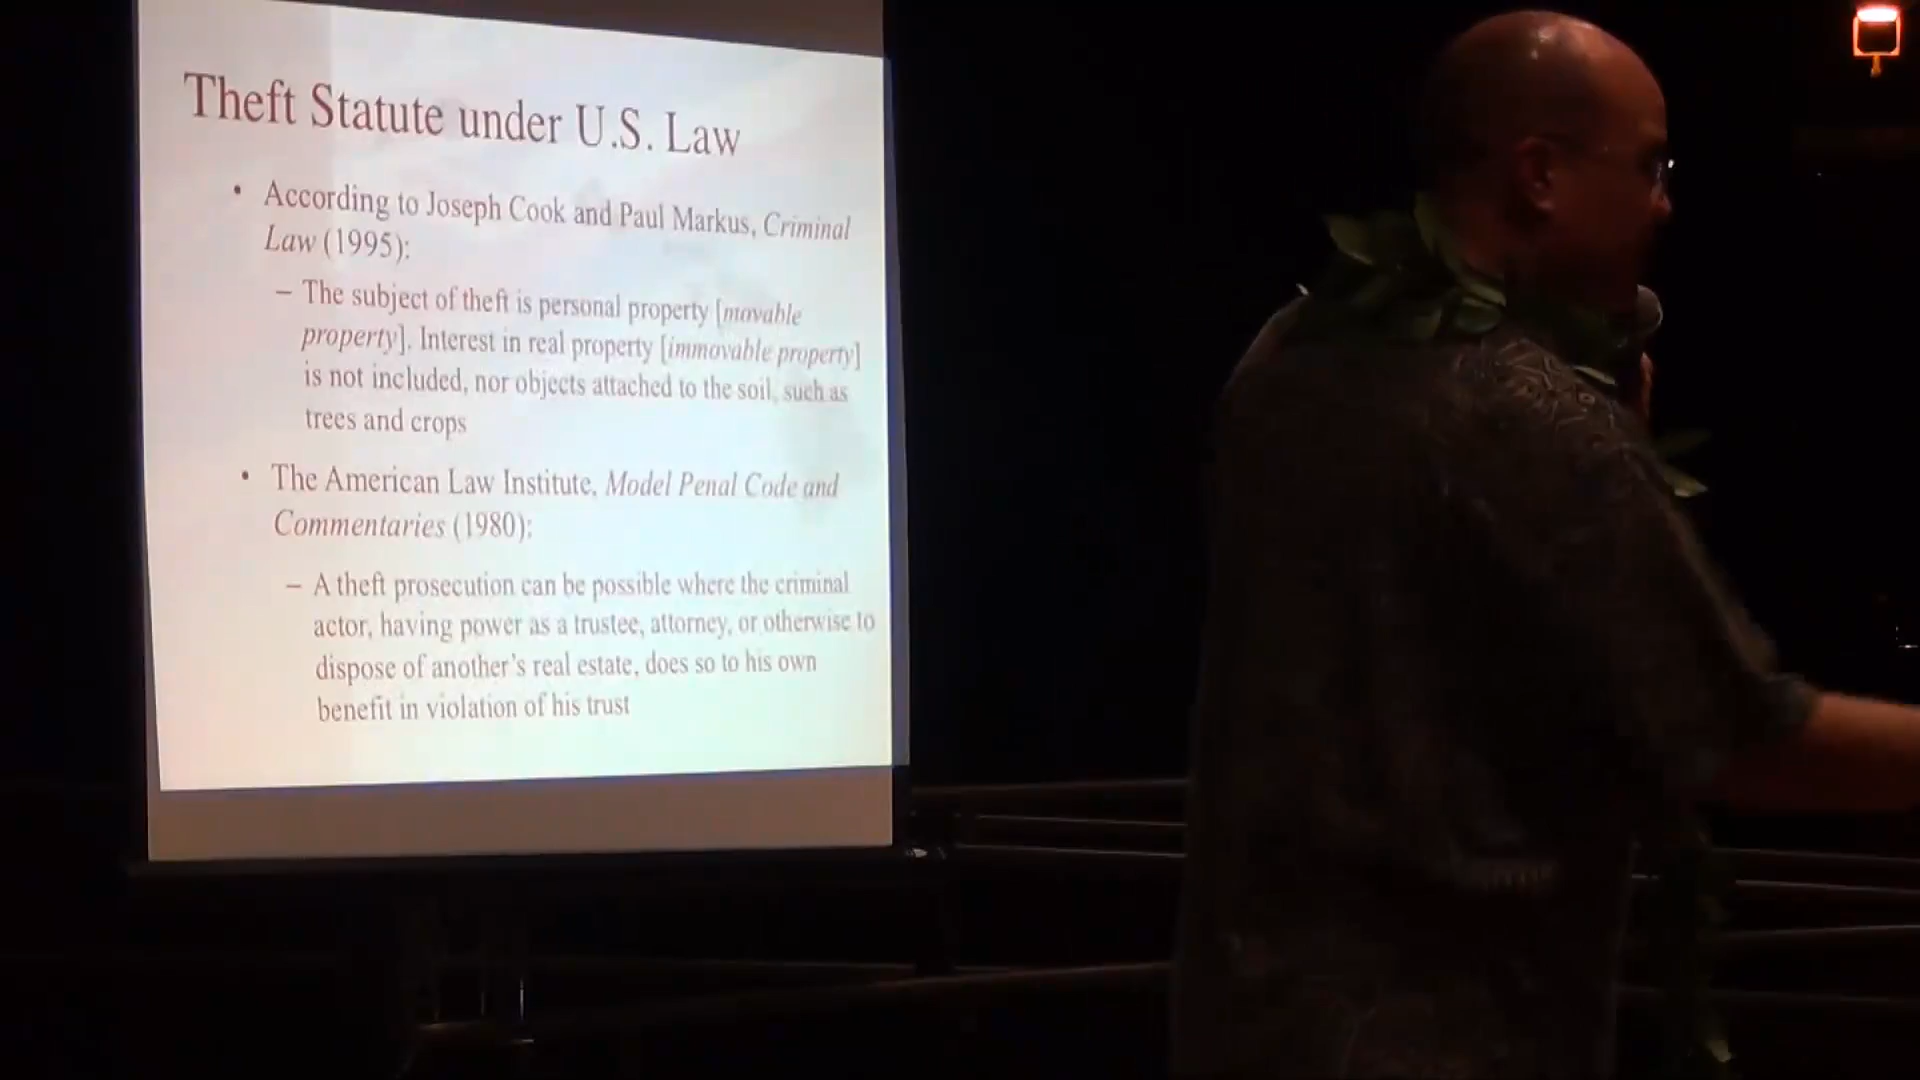 Theft Statute under U.S. Law
• According to Joseph Cook and Paul Markus, Criminal
Law (1995):
– The subject of theft is personal property [movable
property]. Interest in real property [immovable property]
is not included, nor objects attached to the soil, such as
trees and crops
• The American Law Institute, Model Penal Code and
Commentaries (1980):
– A theft prosecution can be possible where the criminal
actor, having power as a trustee, attorney, or otherwise to
dispose of another's real estate, does so to his own
benefit in violation of his trust